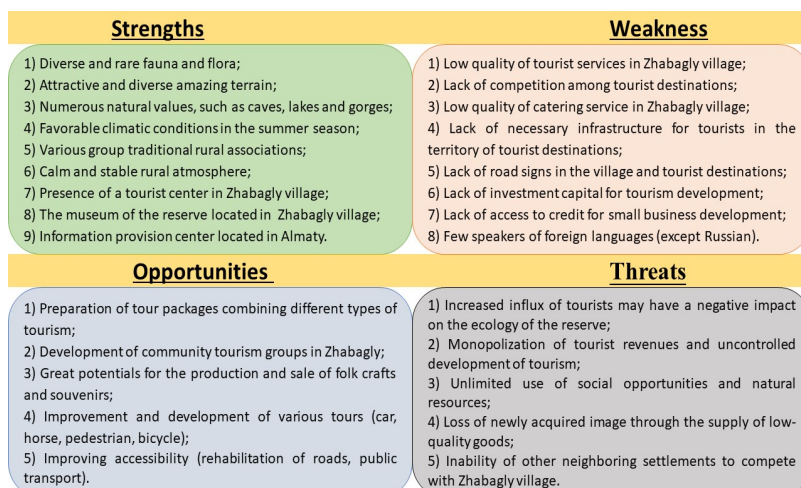 Strengths
1) Diverse and rare fauna and flora;
2) Attractive and diverse amazing terrain;
3) Numerous natural values, such as caves, lakes and gorges;
4) Favorable climatic conditions in the summer season;
5) Various group traditional rural associations;
6) Calm and stable rural atmosphere;
7) Presence of a tourist center in Zhabagly village;
8) The museum of the reserve located in Zhabagly village;
9) Information provision center located in Almaty.
Weakness
1) Low quality of tourist services in Zhabagly village;
2) Lack of competition among tourist destinations;
3) Low quality of catering service in Zhabagly village;
4) Lack of necessary infrastructure for tourists in the
territory of tourist destinations;
5) Lack of road signs in the village and tourist destinations;
6) Lack of investment capital for tourism development;
7) Lack of access to credit for small business development;
8) Few speakers of foreign languages (except Russian).
Opportunities
1) Preparation of tour packages combining different types of
tourism;
2) Development of community tourism groups in Zhabagly;
3) Great potentials for the production and sale of folk crafts
and souvenirs;
4) Improvement and development of various tours (car,
horse, pedestrian, bicycle);
5) Improving accessibility (rehabilitation of roads, public
transport).
Threats
1) Increased influx of tourists may have a negative impact
on the ecology of the reserve;
2) Monopolization of tourist revenues and uncontrolled
development of tourism;
3) Unlimited use of social opportunities and natural
resources;
4) Loss of newly acquired image through the supply of low-
quality goods;
5) Inability of other neighboring settlements to compete
with Zhabagly village.